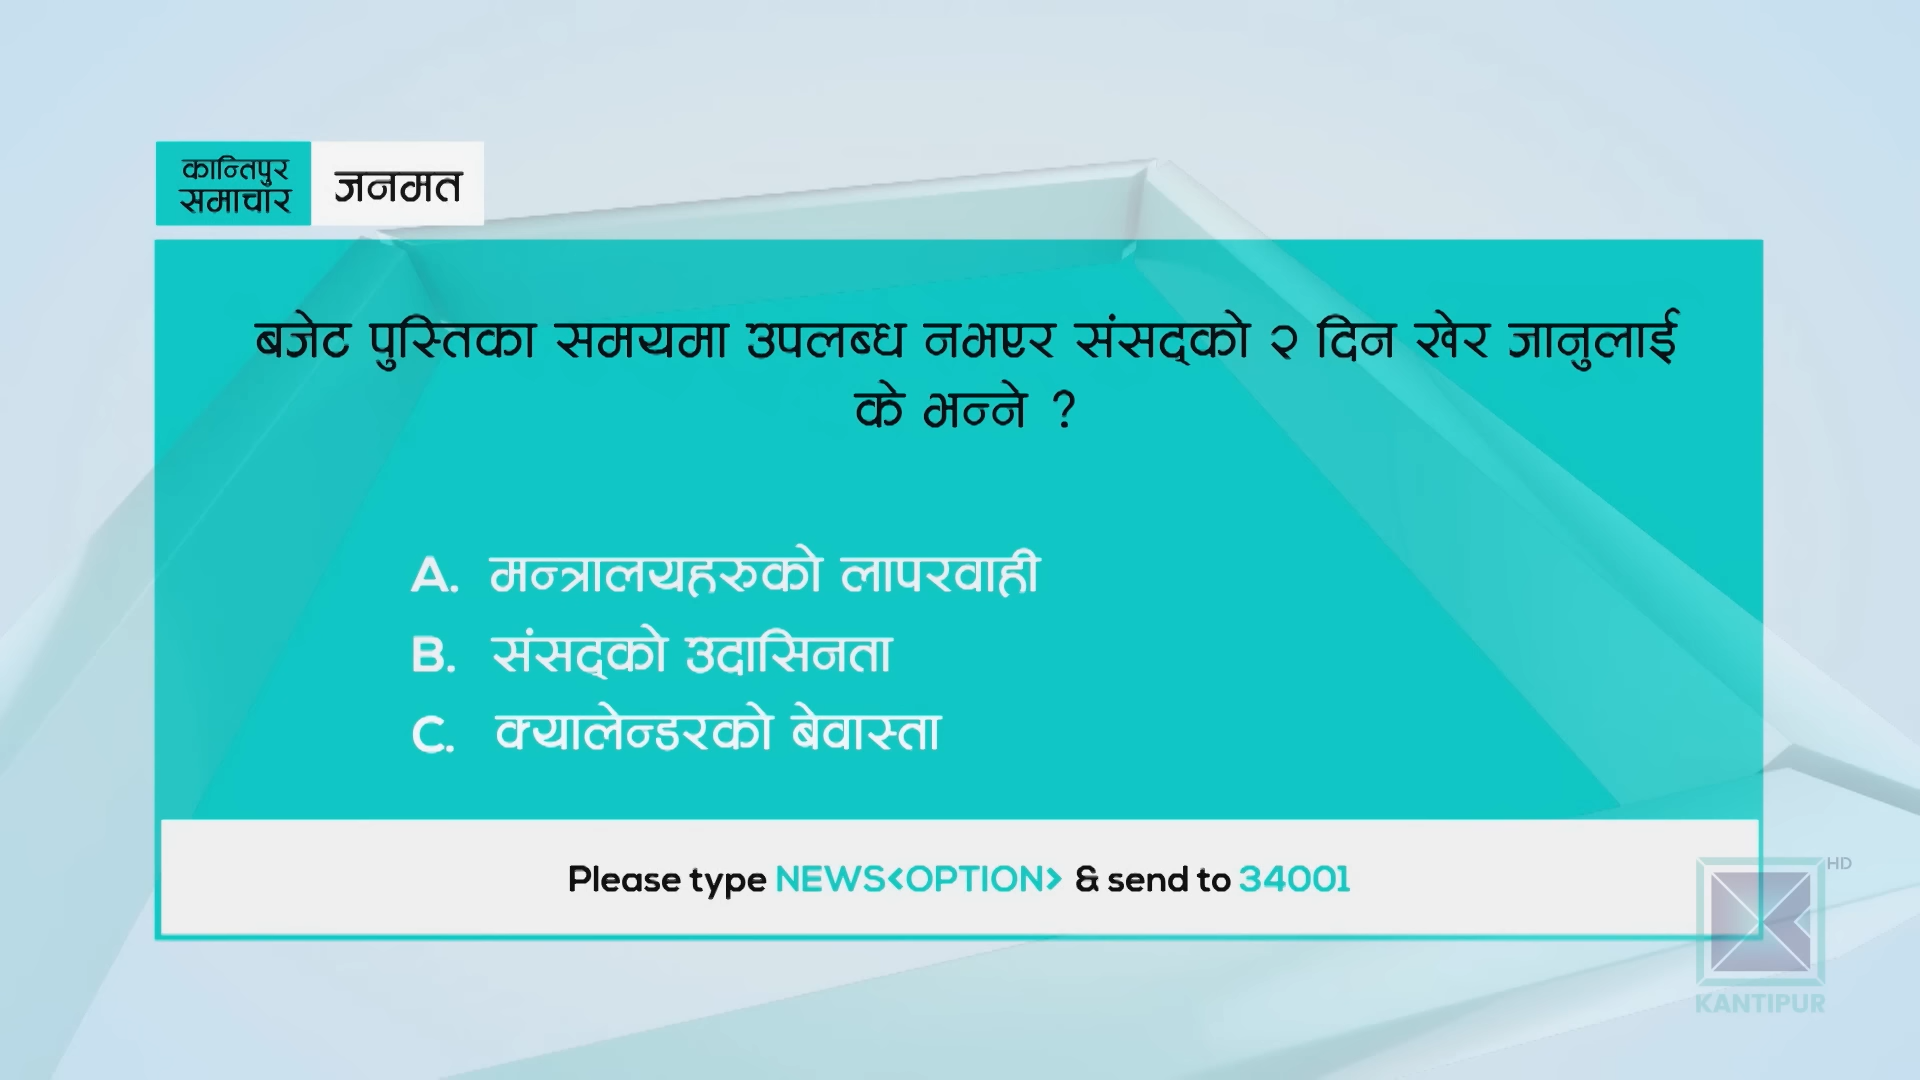 कान्तिपुर
समाचार
जनमत
बजेट पुस्तिका समयमा उपलब्ध नभएर संसद्को २ दिन खेर जानुलाई
के भन्ने ?
A. मन्त्रालयहरुको लापरवाही
B. संसद्को उदासिनता
C. क्यालेन्डरको बेवास्ता
Please type NEWS<OPTION> & send to 34001
HD
KANTIPUR